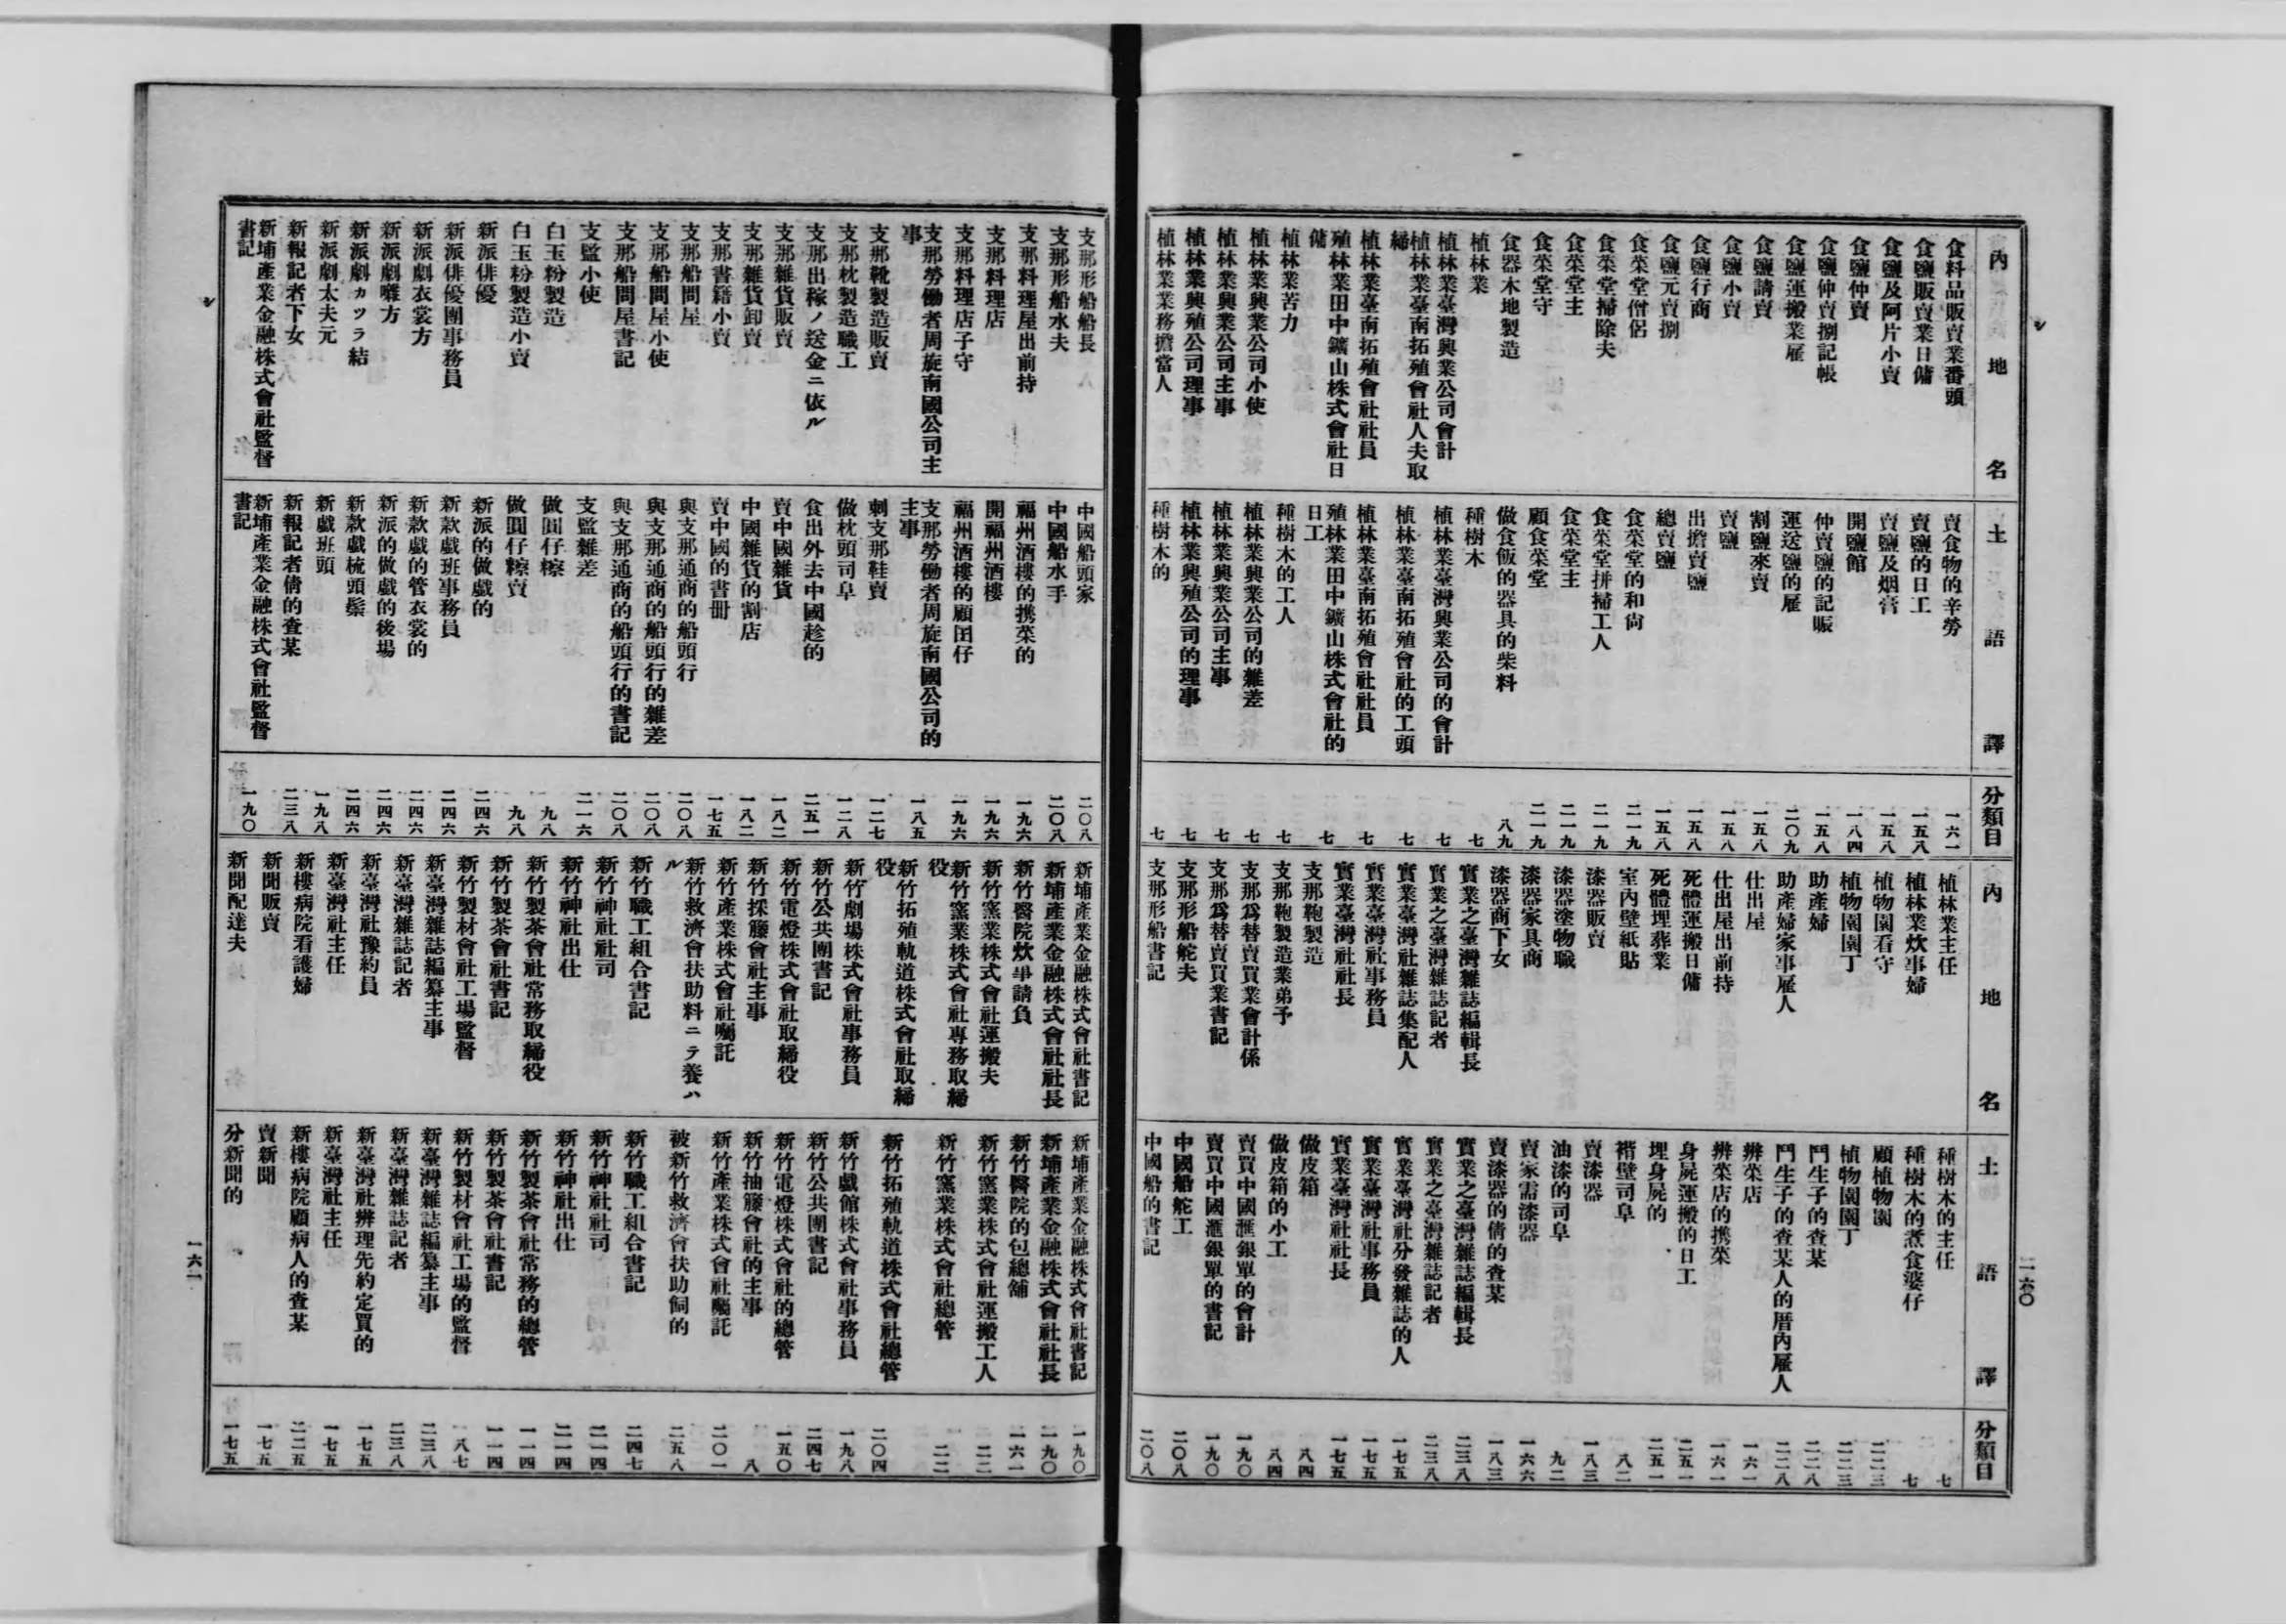 內地名 土語譯 分類目
食料品販賣業番頭 賣食物的辛勞 一六一
食鹽販賣業日傭 賣鹽的日工 一五八
食鹽及阿片小賣 賣鹽及烟膏 一五八
食鹽仲賣 開鹽館 一八四
食鹽仲賣捌記帳 仲賣鹽的記賬 一五八
食鹽運搬業雇 運送鹽的雇 二〇九
食鹽請賣 割鹽來賣 一五八
食鹽小賣 賣鹽 一五八
食鹽行商 出擔賣鹽 一五八
食鹽元賣捌 總賣鹽 一五八
食菜堂僧侶 食菜堂的和尙 二一九
食菜堂掃除夫 食菜堂拼掃工人 二一九
食菜堂主 食菜堂主 二一九
食菜堂守 顧食菜堂 二一九
食器木地製造 做食飯的器具的柴料 八九
植林業 種樹木 七
植林業臺灣興業公司會計 植林業臺灣興業公司的會計 七
植林業臺南拓殖會社人夫取締 植林業臺南拓殖會社的工頭 七
植林業臺南拓殖會社社員 植林業臺南拓殖會社社員 七
殖林業田中鑛山株式會社日傭 殖林業田中鑛山株式會社的日工 七
植林業苦力 種樹木的工人 七
植林業興業公司小使 植林業興業公司的雜差 七
植林業興業公司主事 植林業興業公司主事 七
植林業興殖公司理事 植林業興殖公司的理事 七
植林業業務擔當人 種樹木的 七
內地名 土語譯 分類目
植林業主任 種樹木的主任 七
植林業炊事婦 種樹木的煮食婆仔 七
植物園看守 顧植物園 二二三
植物園園丁 植物園園丁 二二三
助產婦 鬥生子的查某 二二八
助產婦家事雇人 鬥生子的查某人的厝內雇人 二二八
仕出屋 辨菜店 一六一
仕出屋出前持 辨菜店的携菜 一六一
死體運搬日傭 身屍運搬的日工 二五一
死體埋葬業 埋身屍的 二五一
室內壁紙貼 褙壁司阜 八二
漆器販賣 賣漆器 一八三
漆器塗物職 油漆的司阜 九二
漆器家具商 賣家需漆器 一六六
漆器商下女 賣漆器的倩的查某 一八三
實業之臺灣雜誌編輯長 實業之臺灣雜誌編輯長 二三八
實業之臺灣雜誌記者 實業之臺灣雜誌記者 二三八
實業臺灣社雜誌集配人 實業臺灣社分發雜誌的人 一七五
實業臺灣社事務員 實業臺灣社事務員 一七五
實業臺灣社社長 實業臺灣社社長 一七五
支那鞄製造 做皮箱 八四
支那鞄製造業弟子 做皮箱的小工 八四
支那爲替賣買業會計係 賣買中國滙銀單的會計 一九〇
支那爲替賣買業書記 賣買中國滙銀單的書記 一九〇
支那形船舵夫 中國船舵工 二〇八
支那形船書記 中國船的書記 二〇八
一六〇
支那形船船長 中國船頭家 二〇八
支那形船水夫 中國船水手 二〇八
支那料理屋出前持 福州酒樓的携菜的 一九六
支那料理店 開福州酒樓 一九六
支那料理店子守 福州酒樓的顧囝仔 一九六
支那勞働者周旋南國公司主事 支那勞働者周旋南國公司的主事 一八五
支那靴製造販賣 刺支那鞋賣 一二七
支那枕製造職工 做枕頭司阜 一二八
支那出稼ノ送金ニ依ル 食出外去中國趁的 二五一
支那雜貨販賣 賣中國雜貨 一八二
支那雜貨卸賣 中國雜貨的割店 一八二
支那書籍小賣 賣中國的書册 一七五
支那船問屋 與支那通商的船頭行 二〇八
支那船問屋小使 與支那通商的船頭行的雜差 二〇八
支那船問屋書記 與支那通商的船頭行的書記 二〇八
支監小使 支監雜差 二一六
白玉粉製造 做圓仔糘 九八
白玉粉製造小賣 做圓仔糘賣 九八
新派俳優 新派的做戲的 二四六
新派俳優團事務員 新款戲班事務員 二四六
新派劇衣裳方 新款戲的管衣裳的 二四六
新派劇囃方 新派的做戲的後場 二四六
新派劇カツラ結 新款戲梳頭鬃 二四六
新派劇太夫元 新戲班頭 一九八
新報記者下女 新報記者倩的查某 二三八
新埔產業金融株式會社監督書記 新埔產業金融株式會社監督書記 一九〇
新埔產業金融株式會社書記 新埔產業金融株式會社書記 一九〇
新埔產業金融株式會社社長 新埔產業金融株式會社社長 一九〇
新竹醫院炊事請負 新竹醫院的包總舖 一六一
新竹窯業株式會社運搬夫 新竹窯業株式會社運搬工人 二二
新竹窯業株式會社專務取締役 新竹窯業株式會社總管 二二
新竹拓殖軌道株式會社取締役 新竹拓殖軌道株式會社總管 二〇四
新竹劇場株式會社事務員 新竹戲館株式會社事務員 一九八
新竹公共團書記 新竹公共團書記 二四七
新竹電燈株式會社取締役 新竹電燈株式會社的總管 一五〇
新竹採籐會社主事 新竹抽籐會社的主事 八
新竹產業株式會社囑託 新竹產業株式會社囑託 二〇一
新竹救濟會扶助料ニテ養ハル 被新竹救濟會扶助飼的 二五八
新竹職工組合書記 新竹職工組合書記 二四七
新竹神社社司 新竹神社社司 二一四
新竹神社出仕 新竹神社出仕 二一四
新竹製茶會社常務取締役 新竹製茶會社常務的總管 一一四
新竹製茶會社書記 新竹製茶會社書記 一一四
新竹製材會社工場監督 新竹製材會社工場的監督 八七
新臺灣雜誌編纂主事 新臺灣雜誌編纂主事 二三八
新臺灣雜誌記者 新臺灣雜誌記者 二三八
新臺灣社豫約員 新臺灣社辨理先約定買的 一七五
新臺灣社主任 新臺灣社主任 一七五
新樓病院看護婦 新樓病院顧病人的查某 二二五
新聞販賣 賣新聞 一七五
新聞配達夫 分新聞的 一七五
一六一